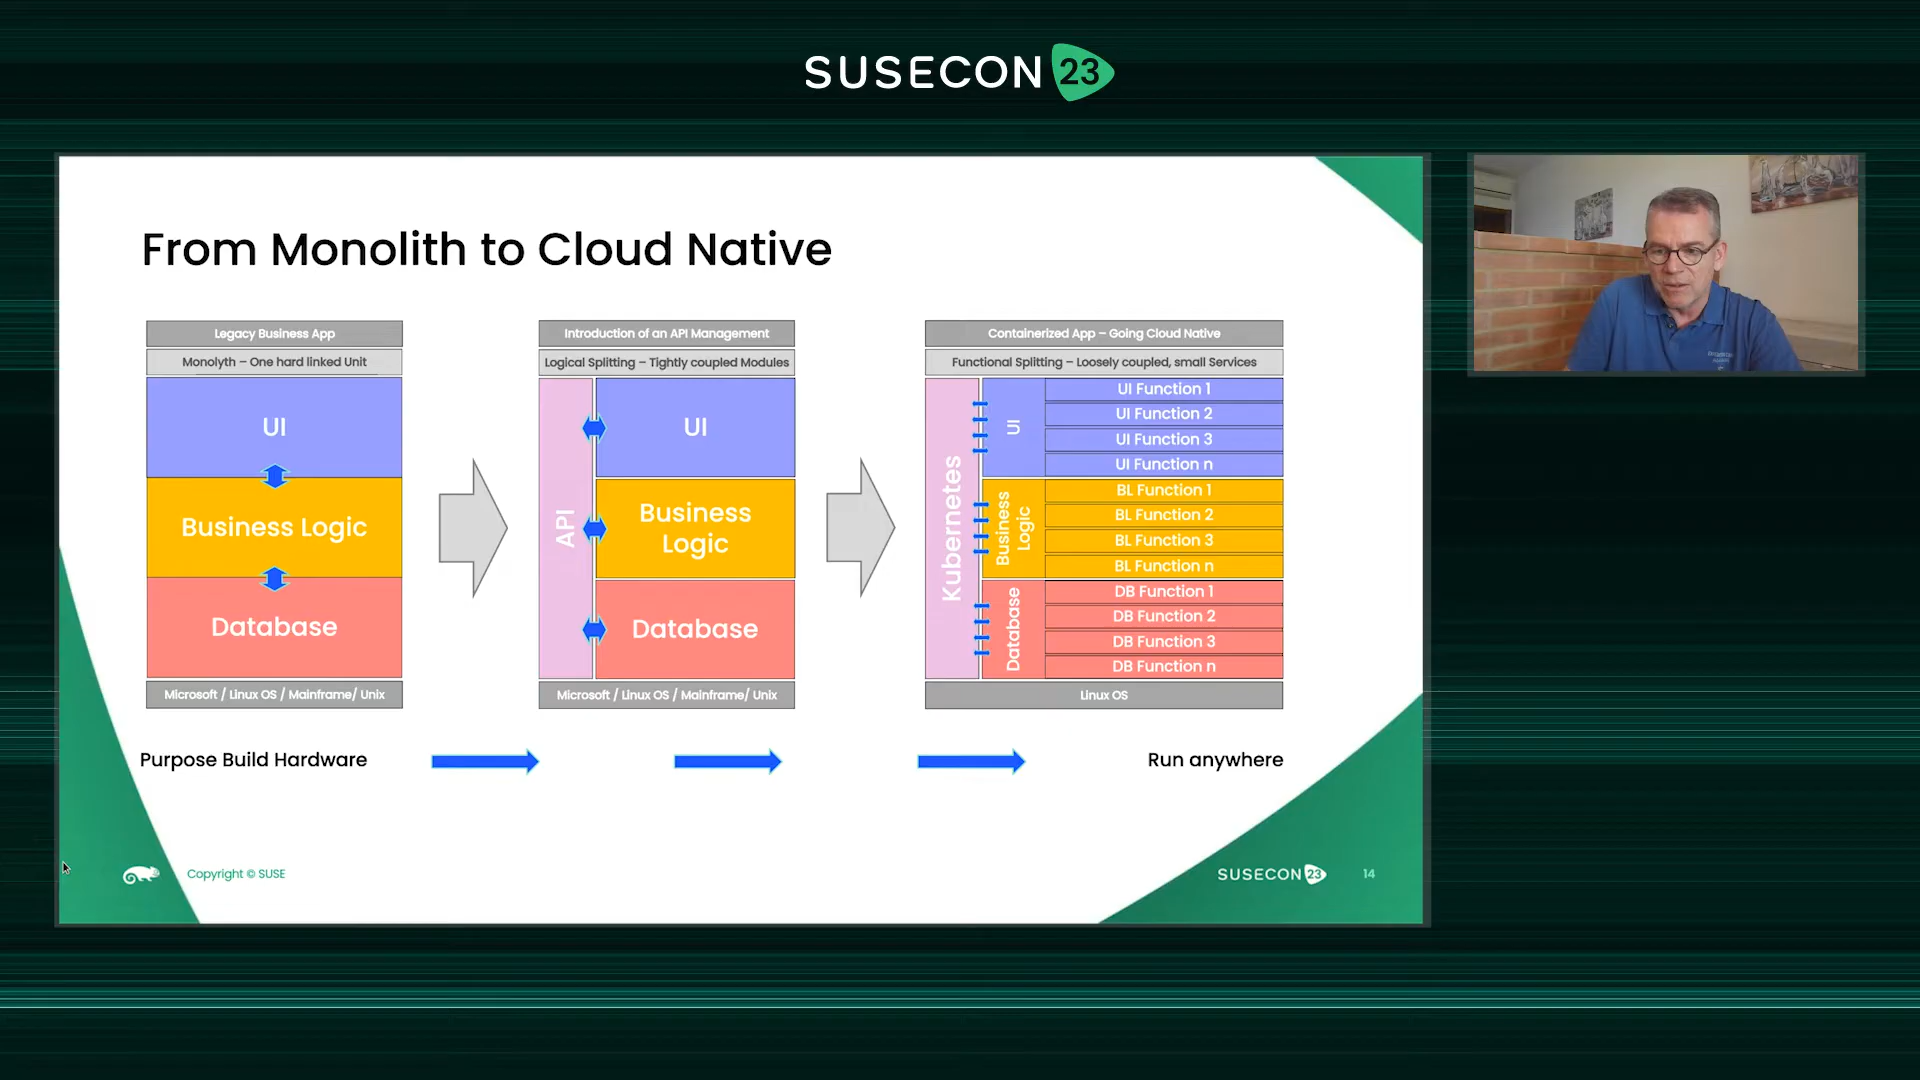 SUSECON 23
From Monolith to Cloud Native
Legacy Business App
Monolyth – One hard linked Unit
UI
Business Logic
Database
Microsoft / Linux OS / Mainframe/ Unix
Introduction of an API Management
Logical Splitting – Tightly coupled Modules
API
UI
Business
Logic
Database
Microsoft / Linux OS / Mainframe/ Unix
Containerized App – Going Cloud Native
Functional Splitting – Loosely coupled, small Services
Kubernetes
UI
UI Function 1
UI Function 2
UI Function 3
UI Function n
Business
Logic
BL Function 1
BL Function 2
BL Function 3
BL Function n
Database
DB Function 1
DB Function 2
DB Function 3
DB Function n
Linux OS
Purpose Build Hardware
Run anywhere
Copyright © SUSE
SUSECON 23
14